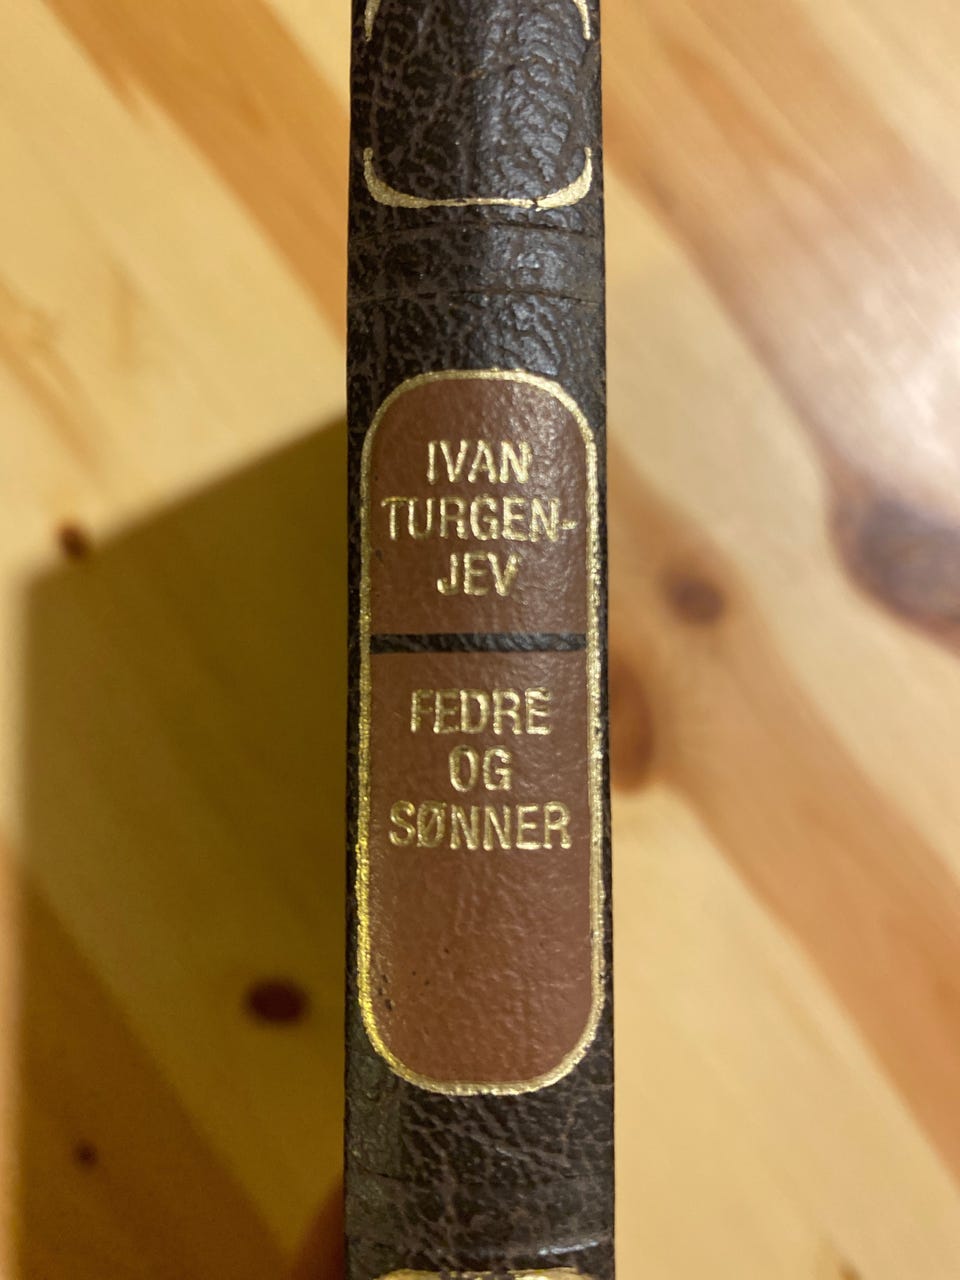 IVAN
TURGEN-
JEV
FEDRE
OG
SØNNER